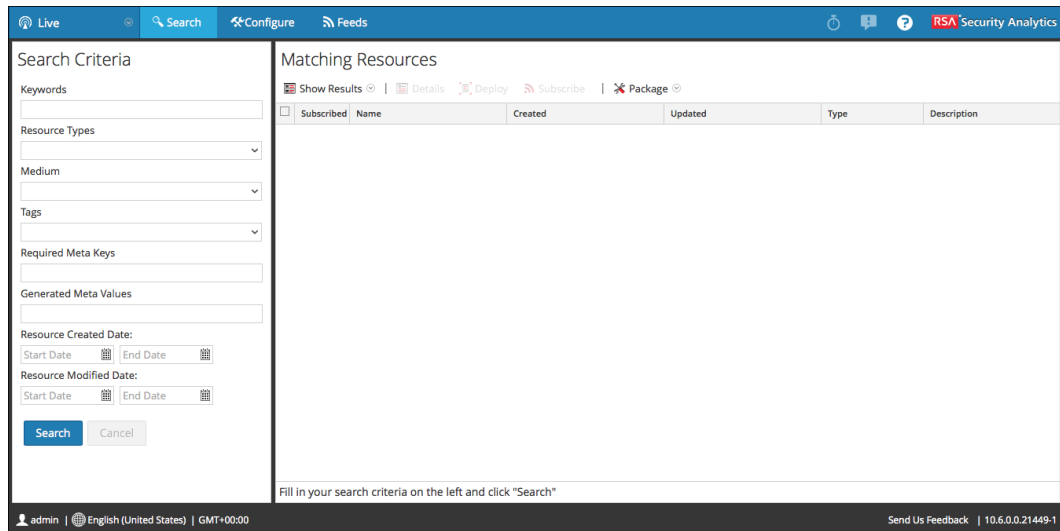 Live Search Configure Feeds RSA Security Analytics
Search Criteria
Keywords
Resource Types
Medium
Tags
Required Meta Keys
Generated Meta Values
Resource Created Date:
Start Date End Date
Resource Modified Date:
Start Date End Date
Search Cancel
Matching Resources
Show Results | Details Deploy Subscribe | Package
Subscribed Name Created Updated Type Description
Fill in your search criteria on the left and click "Search"
admin | English (United States) | GMT+00:00 Send Us Feedback | 10.6.0.0.21449-1